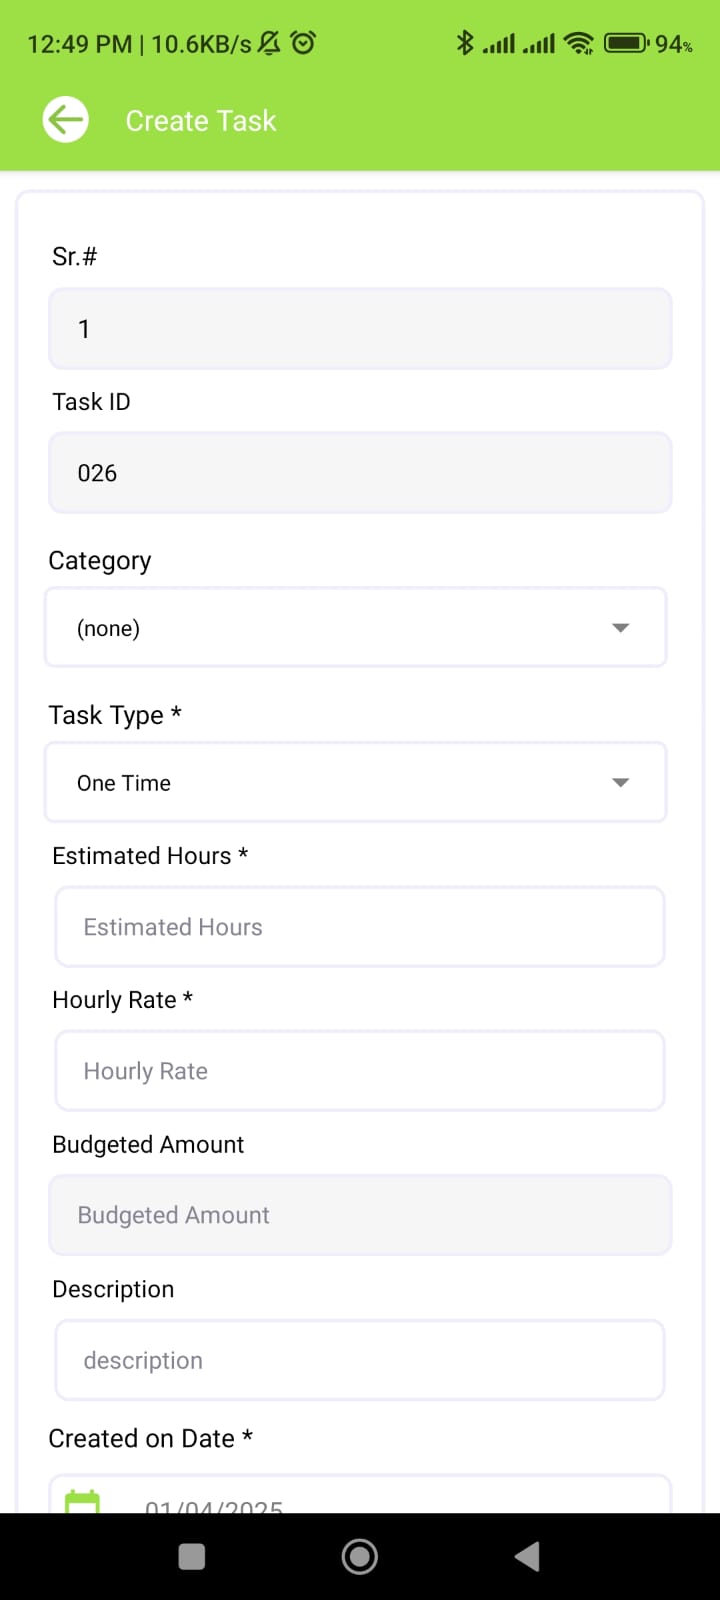 12:49 PM | 10.6KB/s 94%
Create Task
Sr.#
1
Task ID
026
Category
(none)
Task Type *
One Time
Estimated Hours *
Estimated Hours
Hourly Rate *
Hourly Rate
Budgeted Amount
Budgeted Amount
Description
description
Created on Date *
01/04/2025